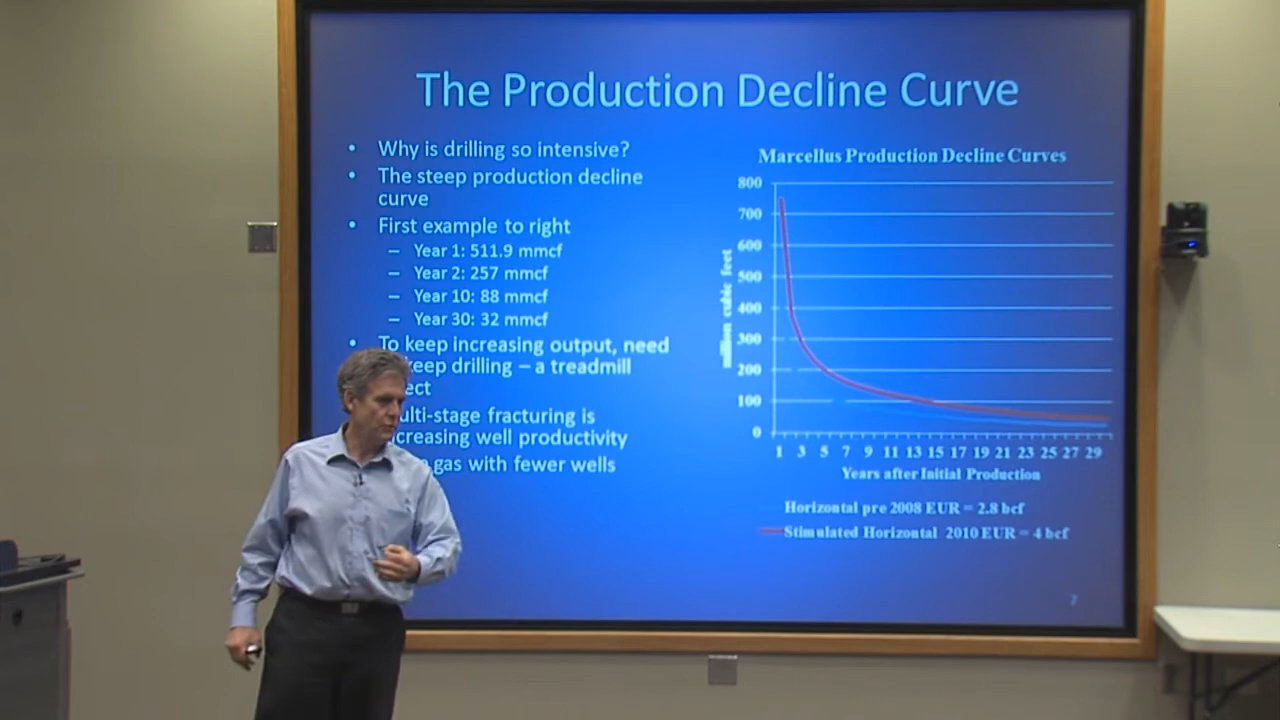 The Production Decline Curve
• Why is drilling so intensive?
• The steep production decline
curve
• First example to right
– Year 1: 511.9 mmcf
– Year 2: 257 mmcf
– Year 10: 88 mmcf
– Year 30: 32 mmcf
• To keep increasing output, need
keep drilling – a treadmill
ect
ulti-stage fracturing is
creasing well productivity
gas with fewer wells
Marcellus Production Decline Curves
million cubic feet
800
700
600
500
400
300
200
100
0
1 3 5 7 9 11 13 15 17 19 21 23 25 27 29
Years after Initial Production
Horizontal pre 2008 EUR = 2.8 bcf
Stimulated Horizontal 2010 EUR = 4 bcf
7